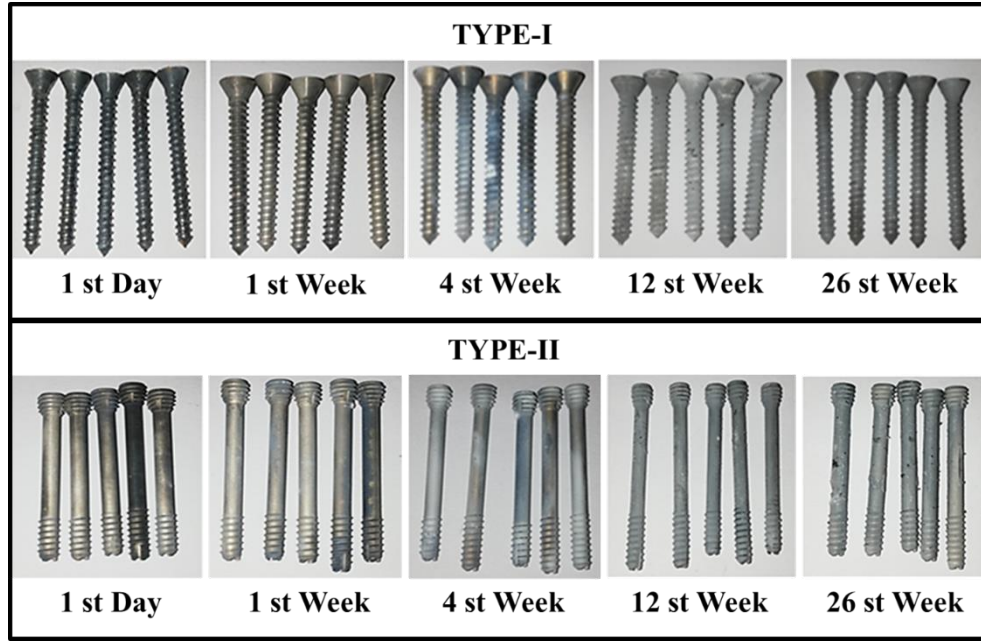 TYPE-I
1 st Day
1 st Week
4 st Week
12 st Week
26 st Week
TYPE-II
1 st Day
1 st Week
4 st Week
12 st Week
26 st Week